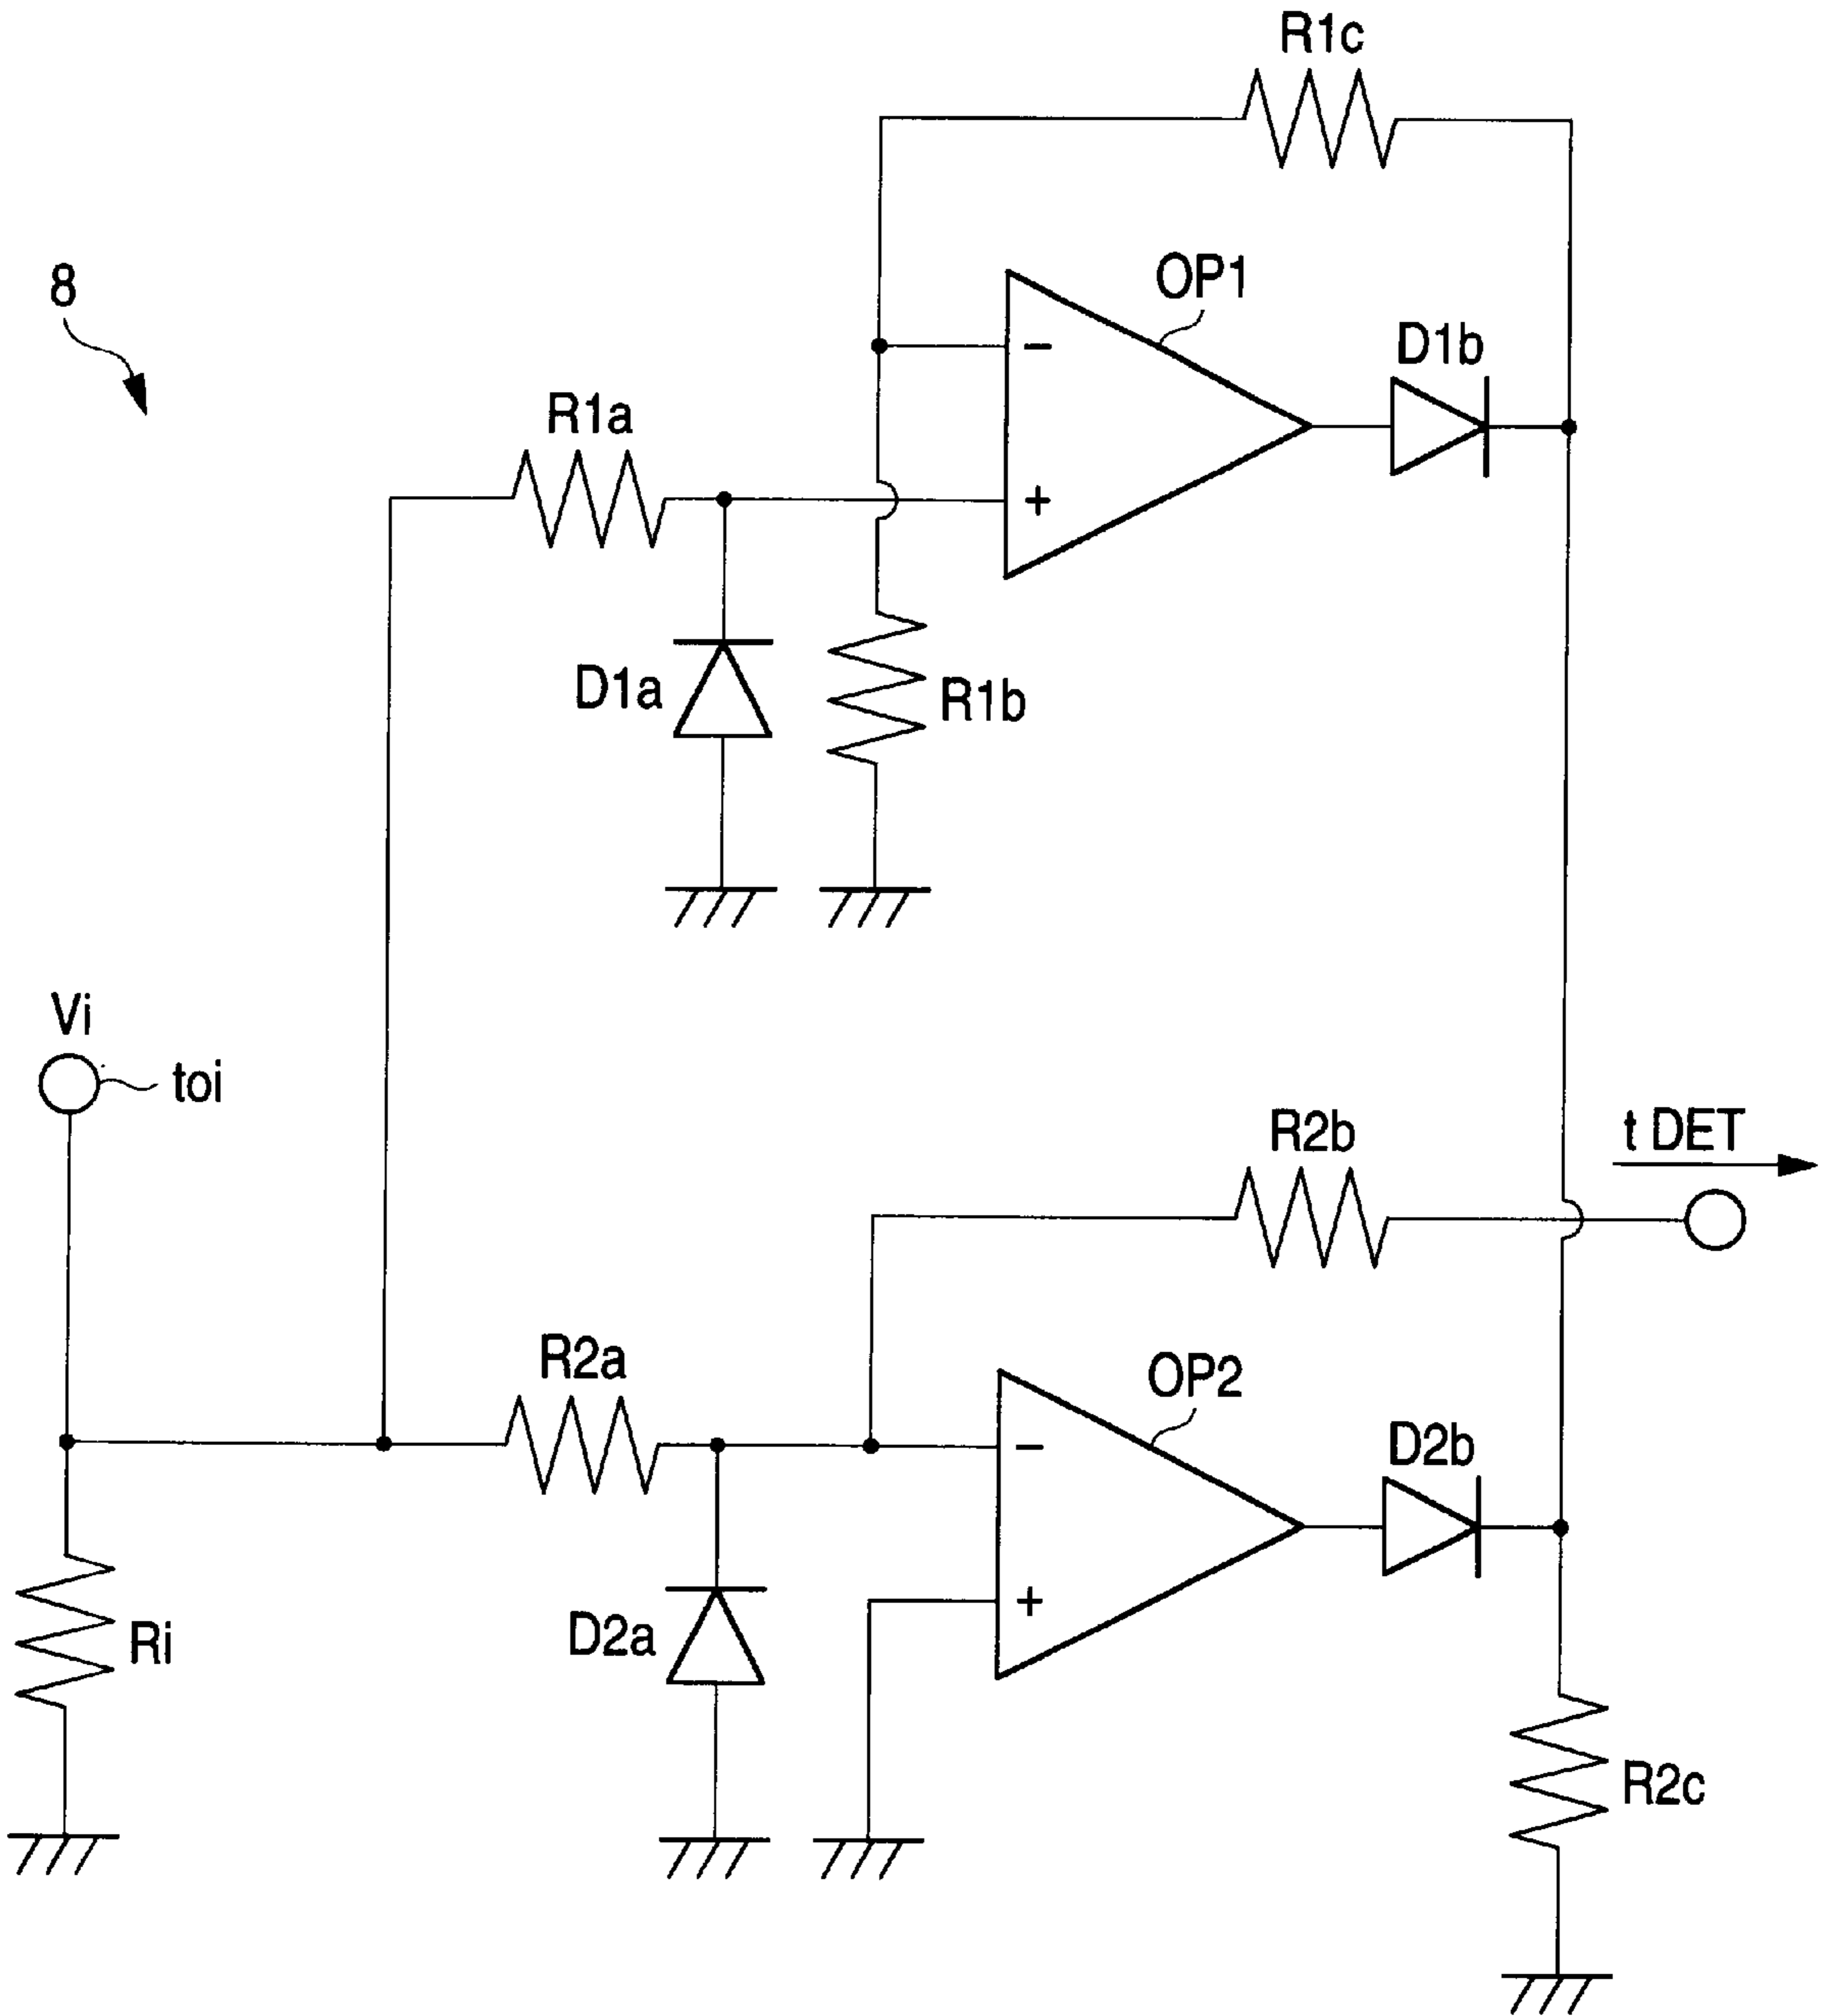 R1c
8
OP1
D1b
R1a
−
+
D1a
R1b
Vi
toi
R2b
t DET
R2a
OP2
D2b
−
+
Ri
D2a
R2c